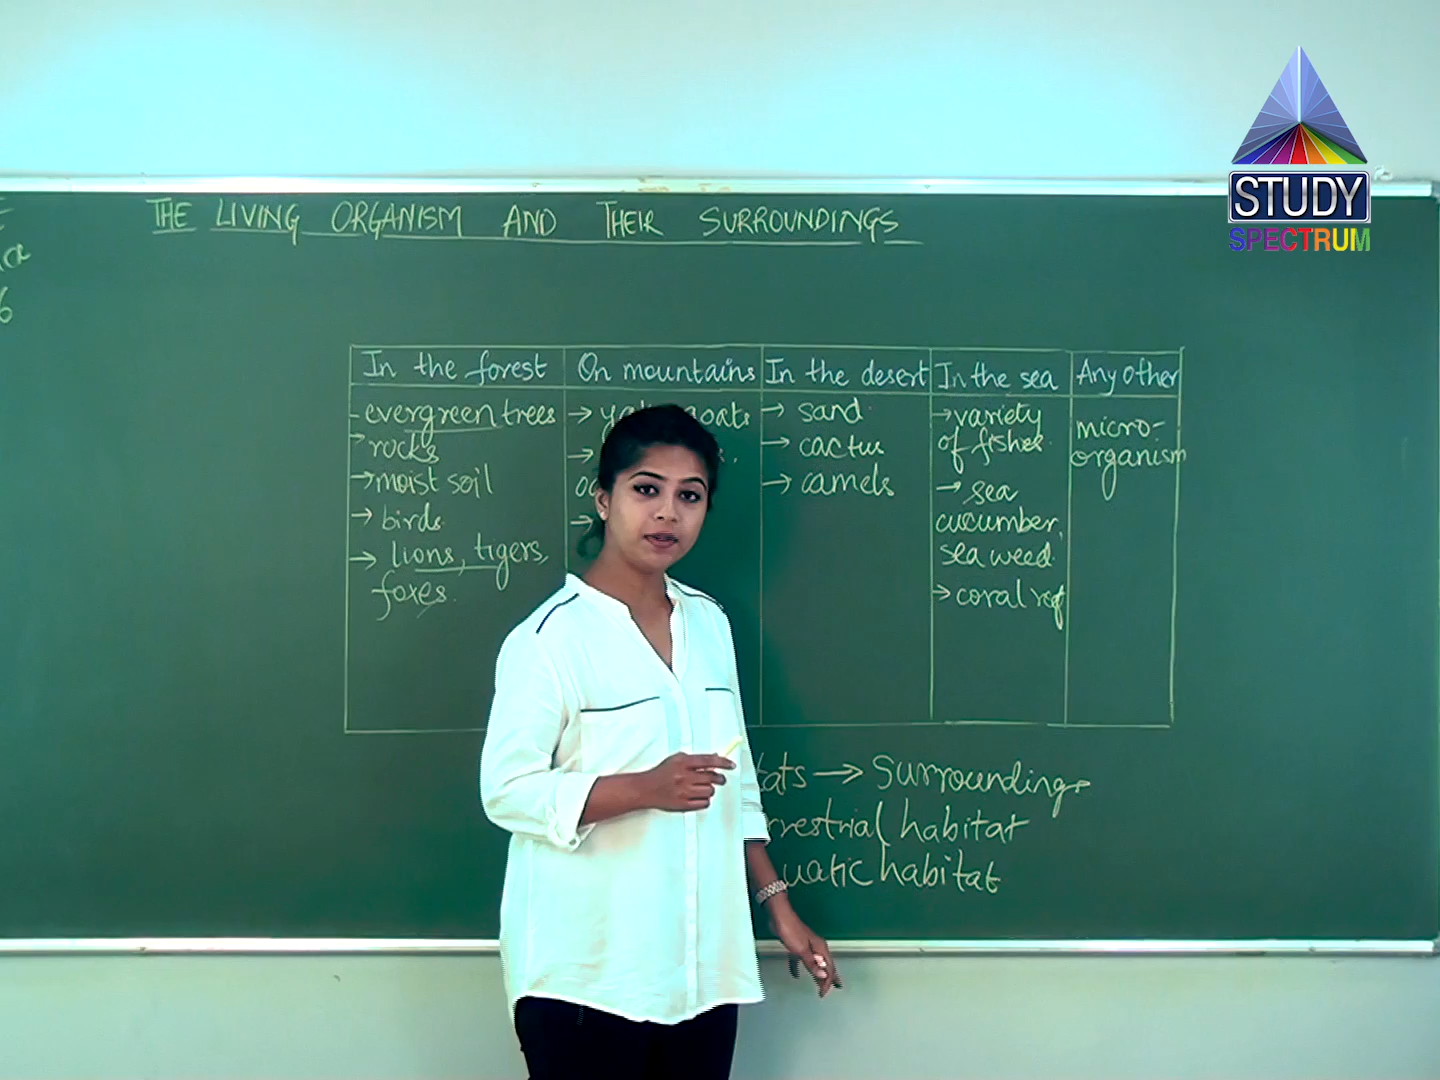 STUDY
SPECTRUM
THE LIVING ORGANISM AND THEIR SURROUNDINGS
6
In the forest
- evergreen trees
→ rocks
→ moist soil
→ birds
→ lions, tigers,
foxes.
On mountains
→
→
→
In the desert
→ sand
→ cactus
→ camels
In the sea
→ variety
of fishes
→ sea
cucumber,
sea weed
→ coral reef
Any other
micro-
organism
→ Surroundings
habitat
habitat